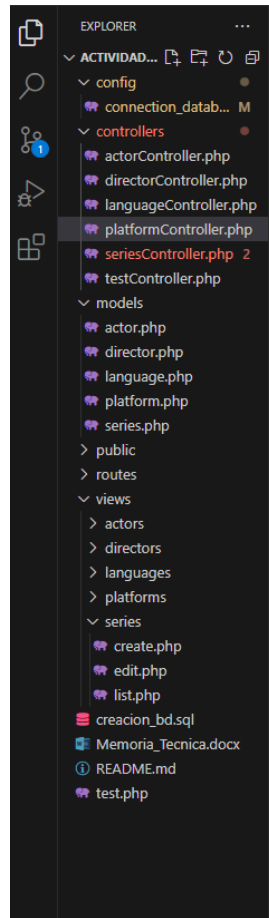 EXPLORER ...
ACTIVIDAD...
config
connection_datab... M
controllers
actorController.php
directorController.php
languageController.php
platformController.php
seriesController.php 2
testController.php
models
actor.php
director.php
language.php
platform.php
series.php
public
routes
views
actors
directors
languages
platforms
series
create.php
edit.php
list.php
creacion_bd.sql
Memoria_Tecnica.docx
README.md
test.php
1